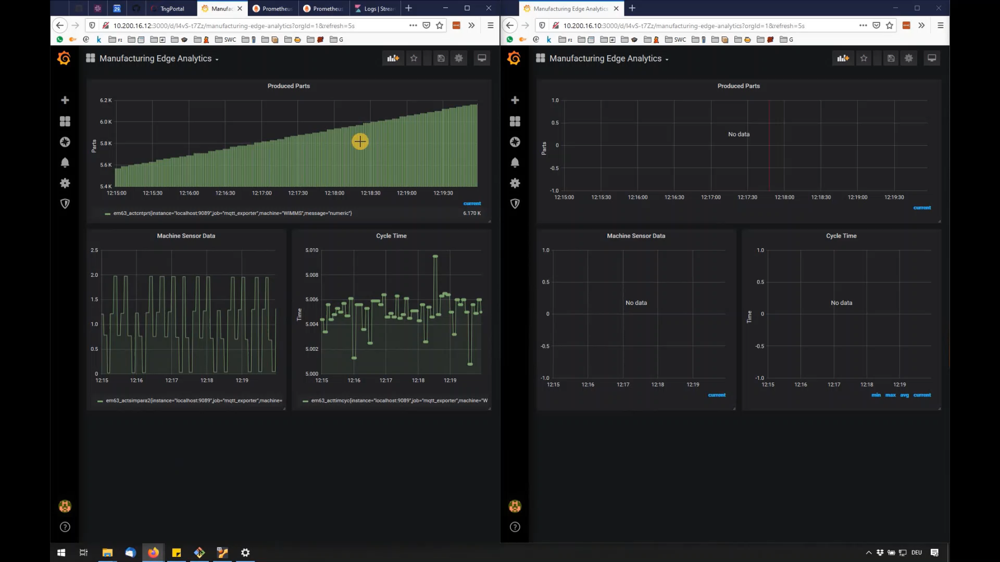 TngPortal
Manufac
Prometheus
Prometheus
Logs | Strean
10.200.16.12:3000/d/I4vS-t7Zz/manufacturing-edge-analytics?orgId=1&refresh=5s
FI
SWC
G
Manufacturing Edge Analytics
Produced Parts
6.2 K
6.0 K
5.8 K
5.6 K
5.4 K
Parts
12:15:00 12:15:30 12:16:00 12:16:30 12:17:00 12:17:30 12:18:00 12:18:30 12:19:00 12:19:30
current
em63_actcntprt{instance="localhost:9089",job="mqtt_exporter",machine="WIMMS",message="numeric"} 6.170 K
Machine Sensor Data
2.5
2.0
1.5
1.0
0.5
0
12:15 12:16 12:17 12:18 12:19
em63_actsimpara2{instance="localhost:9089",job="mqtt_exporter",machine=
Cycle Time
5.010
5.008
5.006
5.004
5.002
5.000
Time
12:15 12:16 12:17 12:18 12:19
em63_acttimcyc{instance="localhost:9089",job="mqtt_exporter",machine="W
Manufacturing Edge Analytics
10.200.16.10:3000/d/I4vS-t7Zz/manufacturing-edge-analytics?orgId=1&refresh=5s
FI
SWC
G
Manufacturing Edge Analytics
Produced Parts
1.0
0.5
0
-0.5
-1.0
Parts
No data
12:15:00 12:15:30 12:16:00 12:16:30 12:17:00 12:17:30 12:18:00 12:18:30 12:19:00 12:19:30
current
Machine Sensor Data
1.0
0.5
0
-0.5
-1.0
No data
12:15 12:16 12:17 12:18 12:19
current
Cycle Time
1.0
0.5
0
-0.5
-1.0
Time
No data
12:15 12:16 12:17 12:18 12:19
min max avg current
DEU